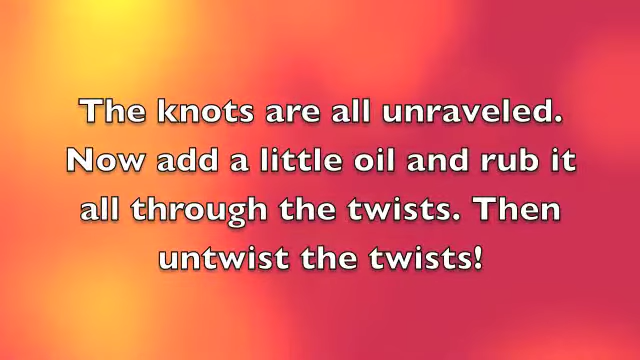 The knots are all unraveled.
Now add a little oil and rub it
all through the twists. Then
untwist the twists!